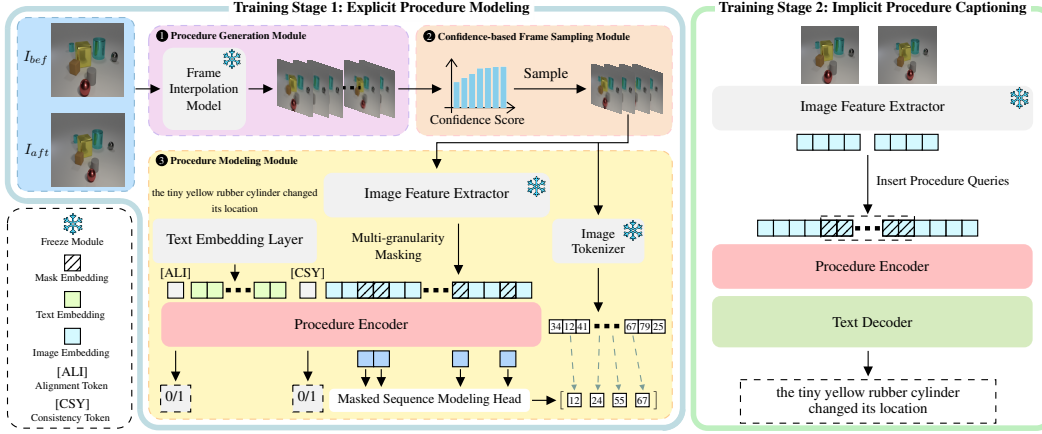 Training Stage 1: Explicit Procedure Modeling
I_bef
I_aft
❶ Procedure Generation Module
Frame
Interpolation
Model
❷ Confidence-based Frame Sampling Module
Confidence Score
Sample
❸ Procedure Modeling Module
the tiny yellow rubber cylinder changed
its location
Text Embedding Layer
Image Feature Extractor
Multi-granularity
Masking
Image
Tokenizer
[ALI]
[CSY]
Procedure Encoder
34 12 41
67 79 25
0/1
0/1
Masked Sequence Modeling Head
[ 12 24 55 67 ]
Freeze Module
Mask Embedding
Text Embedding
Image Embedding
[ALI]
Alignment Token
[CSY]
Consistency Token
Training Stage 2: Implicit Procedure Captioning
Image Feature Extractor
Insert Procedure Queries
Procedure Encoder
Text Decoder
the tiny yellow rubber cylinder
changed its location